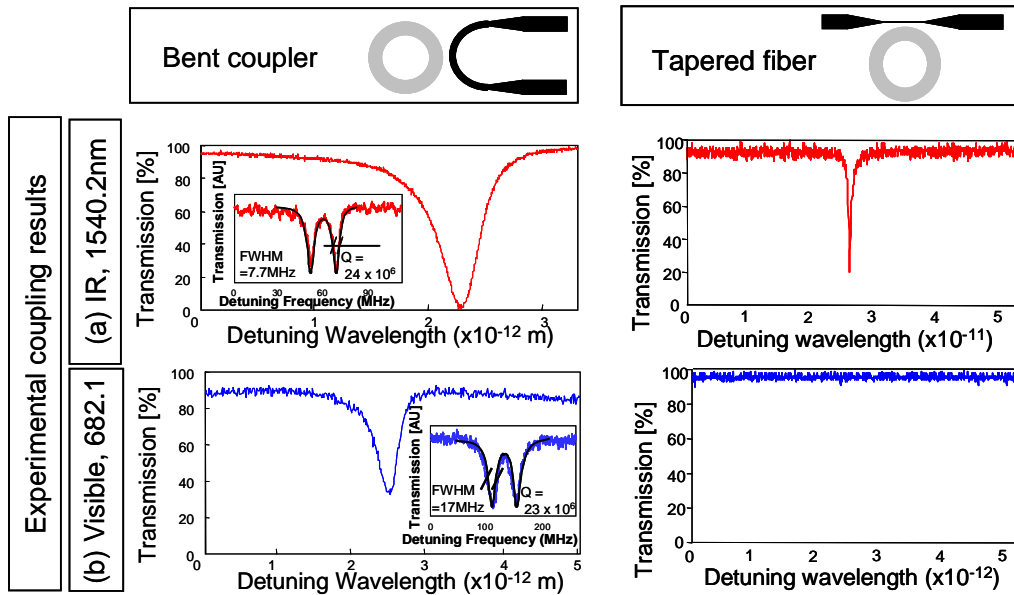 Bent coupler
Tapered fiber
Experimental coupling results
(a) IR, 1540.2nm
(b) Visible, 682.1
Transmission [%]
100
80
60
40
20
0
0
1
2
3
Detuning Wavelength (x10-12 m)
Transmission [AU]
FWHM
=7.7MHz
Q =
24 x 106
0
30
60
90
Detuning Frequency (MHz)
Transmission [%]
100
80
60
40
20
0
0
1
2
3
4
5
Detuning wavelength (x10-11)
Transmission [%]
100
80
60
40
20
0
0
1
2
3
4
5
Detuning Wavelength (x10-12 m)
Transmission [AU]
FWHM
=17MHz
Q =
23 x 106
0
100
200
Detuning Frequency (MHz)
Transmission [%]
100
80
60
40
20
0
0
1
2
3
4
5
Detuning wavelength (x10-12)